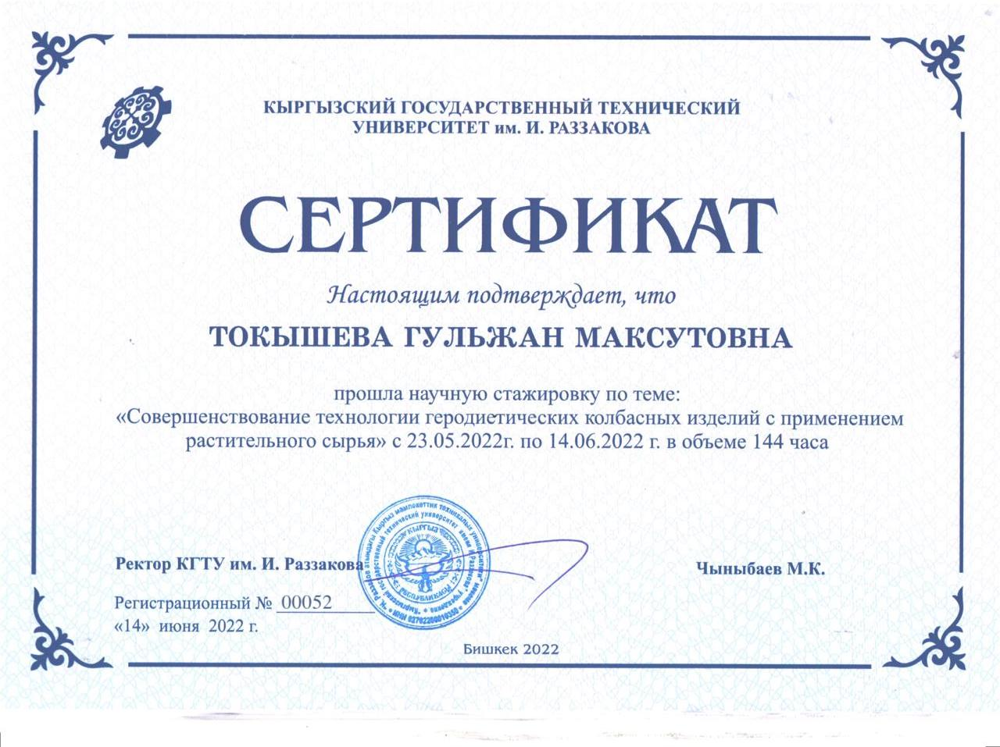 КЫРГЫЗСКИЙ ГОСУДАРСТВЕННЫЙ ТЕХНИЧЕСКИЙ
УНИВЕРСИТЕТ им. И. РАЗЗАКОВА
СЕРТИФИКАТ
Настоящим подтверждает, что
ТОКЫШЕВА ГУЛЬЖАН МАКСУТОВНА
прошла научную стажировку по теме:
«Совершенствование технологии геродиетических колбасных изделий с применением
растительного сырья» с 23.05.2022г. по 14.06.2022 г. в объеме 144 часа
Ректор КГТУ им. И. Раззакова
Чыныбаев М.К.
Регистрационный № 00052
«14» июня 2022 г.
КЫРГЫЗ
РЕСПУБЛИКАСЫ
Бишкек 2022